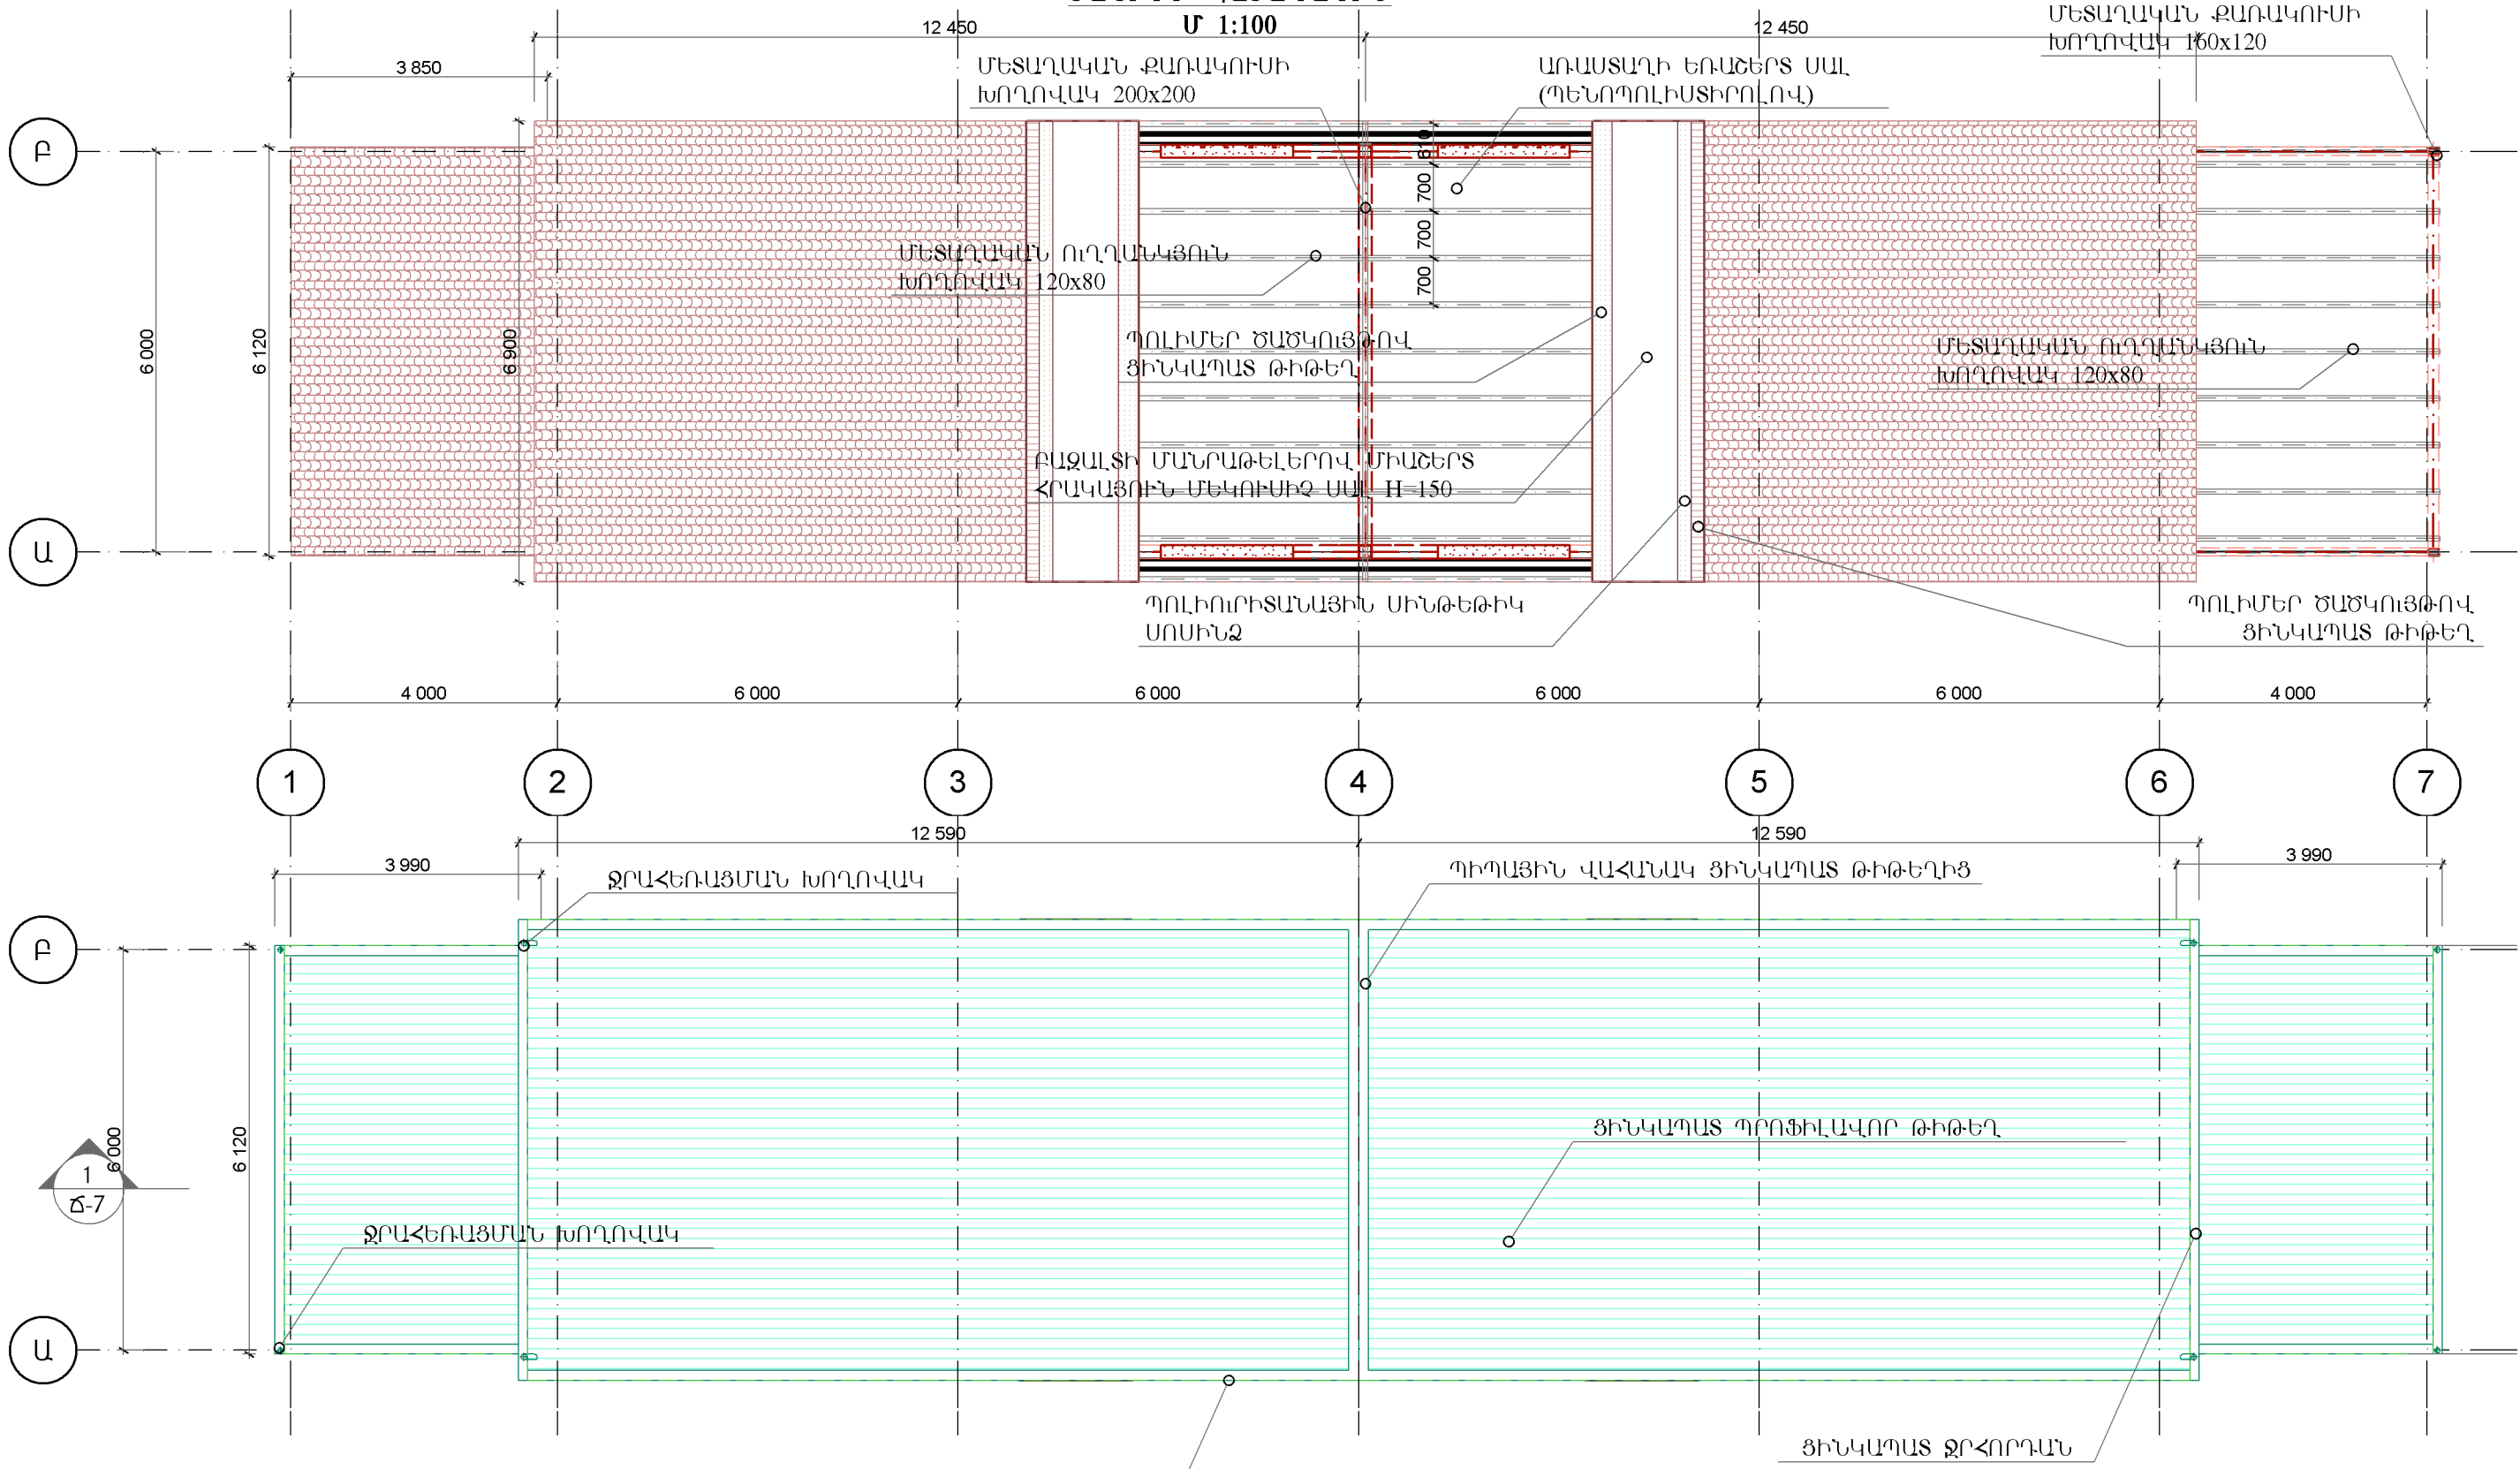 Մ 1:100
12 450
12 450
3 850
ՄԵՏԱՂԱԿԱՆ ՔԱՌԱԿՈՒՍԻ
ԽՈՂՈՎԱԿ 160x120
ՄԵՏԱՂԱԿԱՆ ՔԱՌԱԿՈՒՍԻ
ԽՈՂՈՎԱԿ 200x200
ԱՌԱՍՏԱՂԻ ԵՌԱՇԵՐՏ ՍԱԼ
(ՊԵՆՈՊՈԼԻՍՏԻՐՈԼՈՎ)
Բ
610
700
700
700
ՄԵՏԱՂԱԿԱՆ ՈւՂՂԱՆԿՅՈւՆ
ԽՈՂՈՎԱԿ 120x80
6 000
6 120
6 900
ՊՈԼԻՄԵՐ ԾԱԾԿՈւՅԹՈՎ
ՑԻՆԿԱՊԱՏ ԹԻԹԵՂ
ՄԵՏԱՂԱԿԱՆ ՈւՂՂԱՆԿՅՈւՆ
ԽՈՂՈՎԱԿ 120x80
ԲԱԶԱԼՏԻ ՄԱՆՐԱԹԵԼԵՐՈՎ ՄԻԱՇԵՐՏ
ՀՐԱԿԱՅՈՒՆ ՄԵԿՈՒՍԻՉ ՍԱԼ H=150
Ա
ՊՈԼԻՈւՐԻՏԱՆԱՅԻՆ ՍԻՆԹԵԹԻԿ
ՍՈՍԻՆՁ
ՊՈԼԻՄԵՐ ԾԱԾԿՈւՅԹՈՎ
ՑԻՆԿԱՊԱՏ ԹԻԹԵՂ
4 000
6 000
6 000
6 000
6 000
4 000
1
2
3
4
5
6
7
12 590
12 590
3 990
3 990
ՋՐԱՀԵՌԱՑՄԱՆ ԽՈՂՈՎԱԿ
ՊԻՊԱՅԻՆ ՎԱՀԱՆԱԿ ՑԻՆԿԱՊԱՏ ԹԻԹԵՂԻՑ
Բ
6 000
6 120
1
Ճ-7
ՑԻՆԿԱՊԱՏ ՊՐՈՖԻԼԱՎՈՐ ԹԻԹԵՂ
ՋՐԱՀԵՌԱՑՄԱՆ ԽՈՂՈՎԱԿ
Ա
ՑԻՆԿԱՊԱՏ ՋՐՀՈՐԴԱՆ